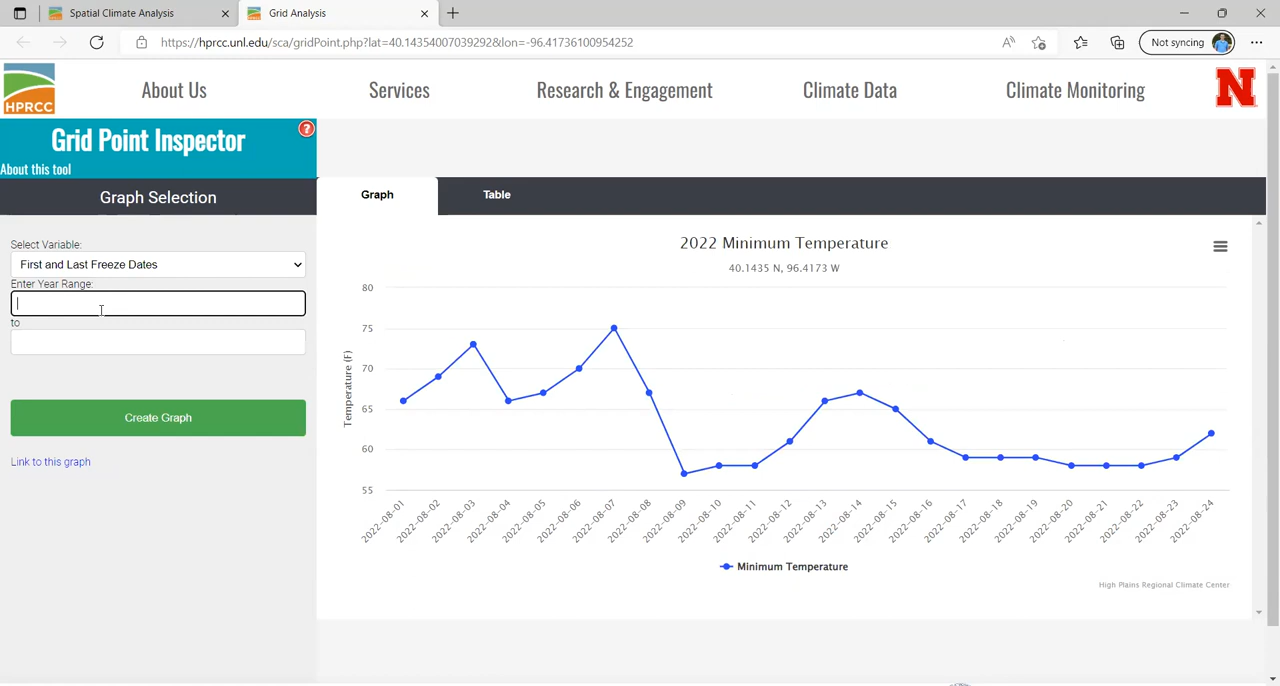 Spatial Climate Analysis
Grid Analysis
https://hprcc.unl.edu/sca/gridPoint.php?lat=40.1435400739292&lon=-96.41736100954252
Not syncing
HPRCC
About Us
Services
Research & Engagement
Climate Data
Climate Monitoring
N
Grid Point Inspector
?
About this tool
Graph Selection
Graph
Table
Select Variable:
First and Last Freeze Dates
Enter Year Range:
to
Create Graph
Link to this graph
2022 Minimum Temperature
40.1435 N, 96.4173 W
Temperature (F)
80
75
70
65
60
55
2022-08-01
2022-08-02
2022-08-03
2022-08-04
2022-08-05
2022-08-06
2022-08-07
2022-08-08
2022-08-09
2022-08-10
2022-08-11
2022-08-12
2022-08-13
2022-08-14
2022-08-15
2022-08-16
2022-08-17
2022-08-18
2022-08-19
2022-08-20
2022-08-21
2022-08-22
2022-08-23
2022-08-24
Minimum Temperature
High Plains Regional Climate Center